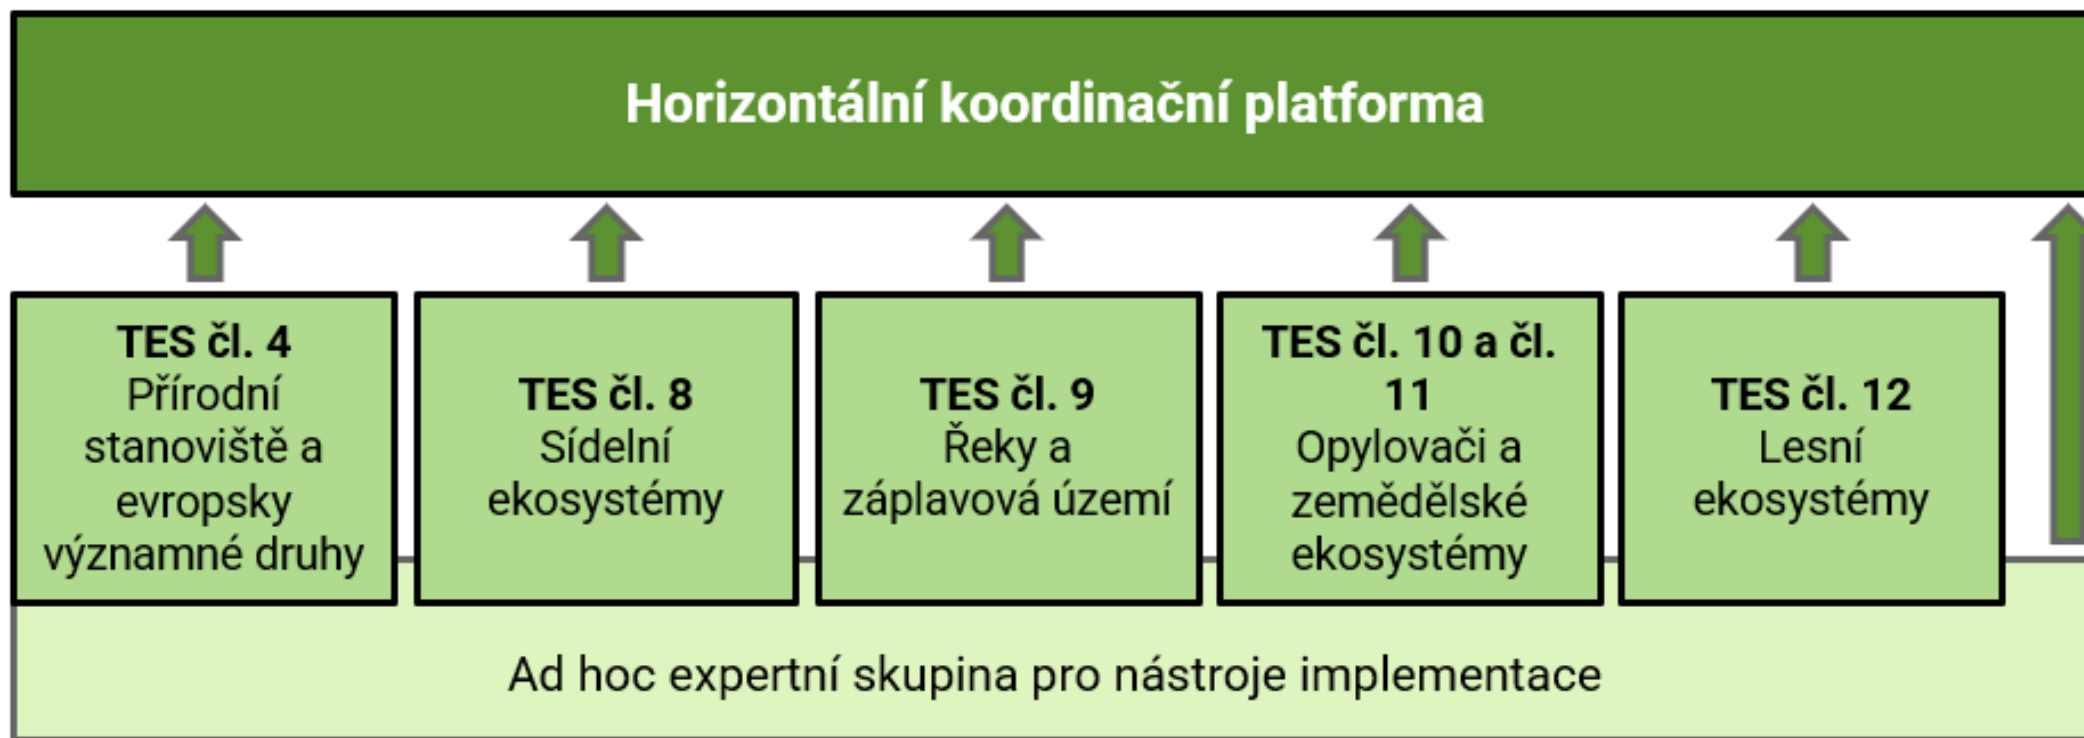 Horizontální koordinační platforma
TES čl. 4
Přírodní
stanoviště a
evropsky
významné druhy
TES čl. 8
Sídelní
ekosystémy
TES čl. 9
Řeky a
záplavová území
TES čl. 10 a čl.
11
Opylovači a
zemědělské
ekosystémy
TES čl. 12
Lesní
ekosystémy
Ad hoc expertní skupina pro nástroje implementace